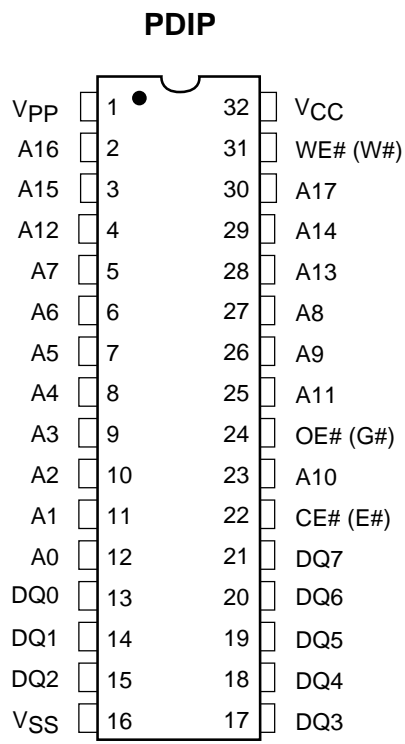 PDIP
VPP 1 32 VCC
A16 2 31 WE# (W#)
A15 3 30 A17
A12 4 29 A14
A7 5 28 A13
A6 6 27 A8
A5 7 26 A9
A4 8 25 A11
A3 9 24 OE# (G#)
A2 10 23 A10
A1 11 22 CE# (E#)
A0 12 21 DQ7
DQ0 13 20 DQ6
DQ1 14 19 DQ5
DQ2 15 18 DQ4
VSS 16 17 DQ3